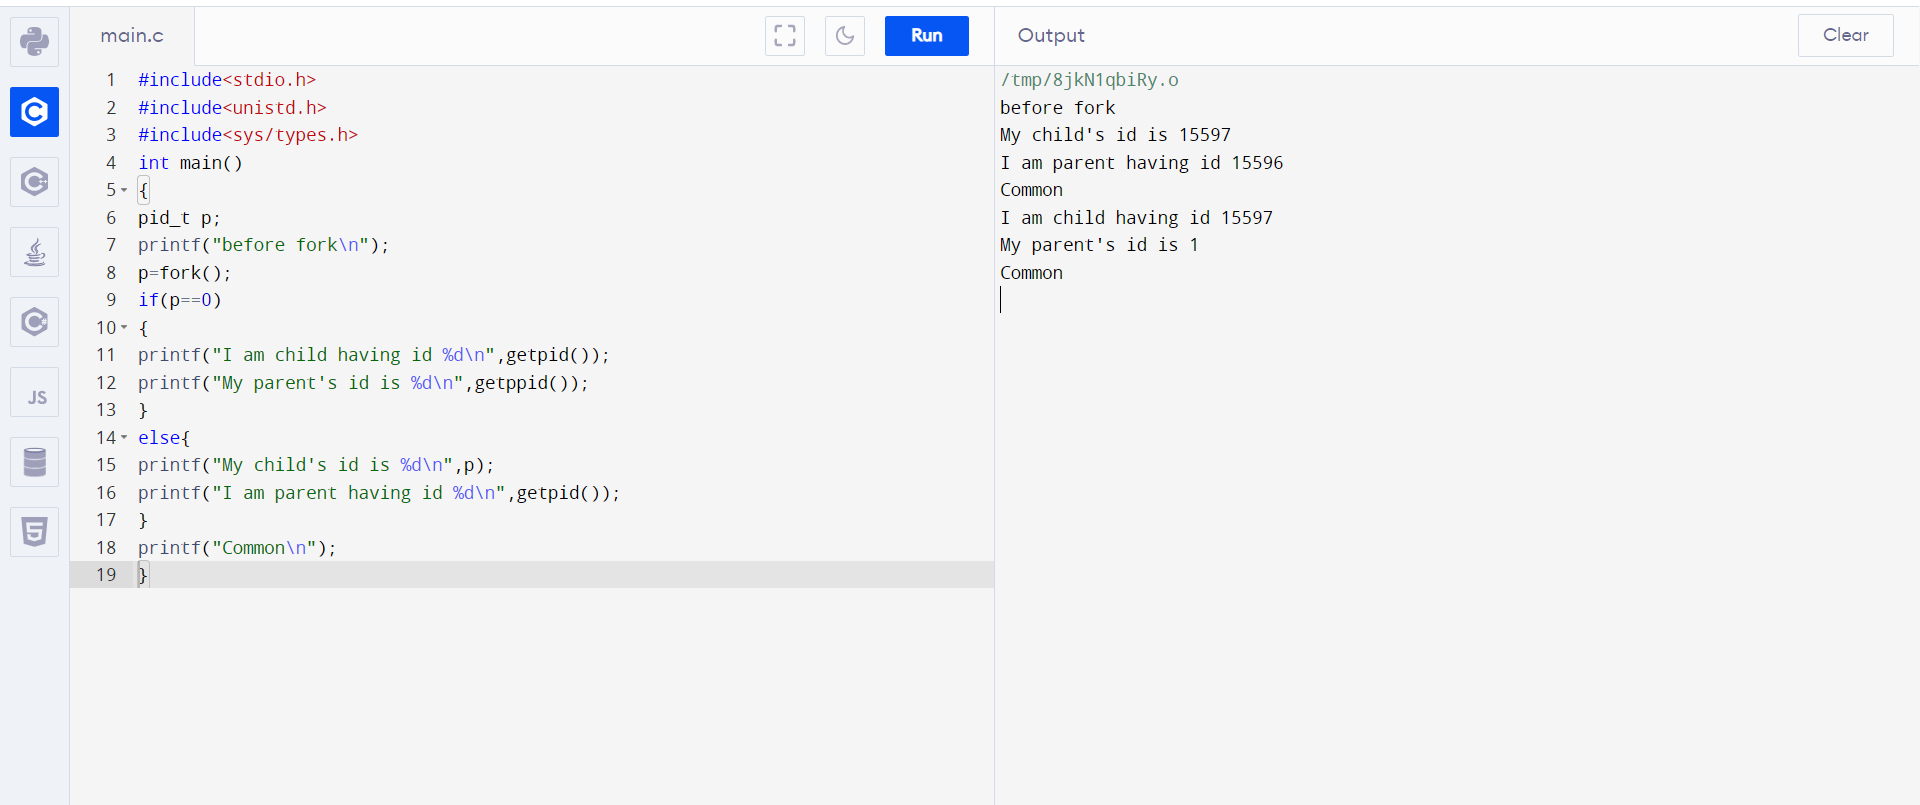 main.c
Run
1 #include<stdio.h>
2 #include<unistd.h>
3 #include<sys/types.h>
4 int main()
5 {
6 pid_t p;
7 printf("before fork\n");
8 p=fork();
9 if(p==0)
10 {
11 printf("I am child having id %d\n",getpid());
12 printf("My parent's id is %d\n",getppid());
13 }
14 else{
15 printf("My child's id is %d\n",p);
16 printf("I am parent having id %d\n",getpid());
17 }
18 printf("Common\n");
19 }
JS
Output
Clear
/tmp/8jkN1qbiRy.o
before fork
My child's id is 15597
I am parent having id 15596
Common
I am child having id 15597
My parent's id is 1
Common